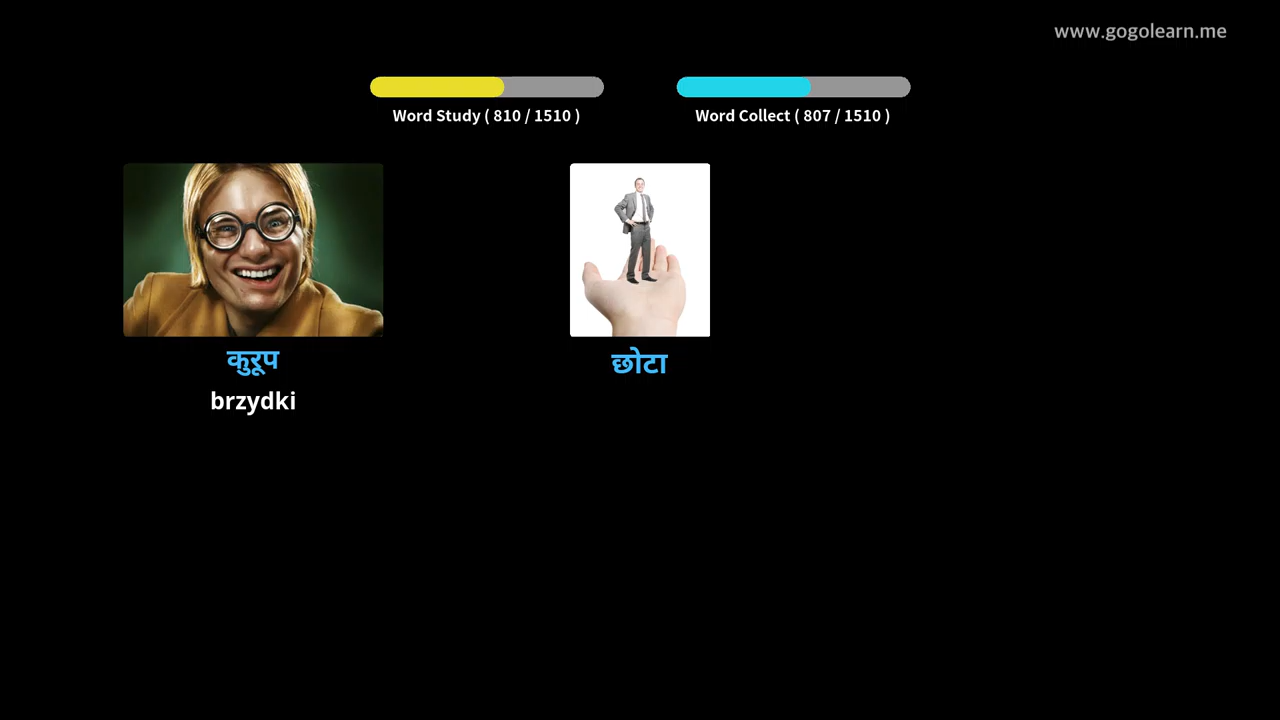 www.gogolearn.me
Word Study ( 810 / 1510 )
Word Collect ( 807 / 1510 )
कुरूप
brzydki
छोटा